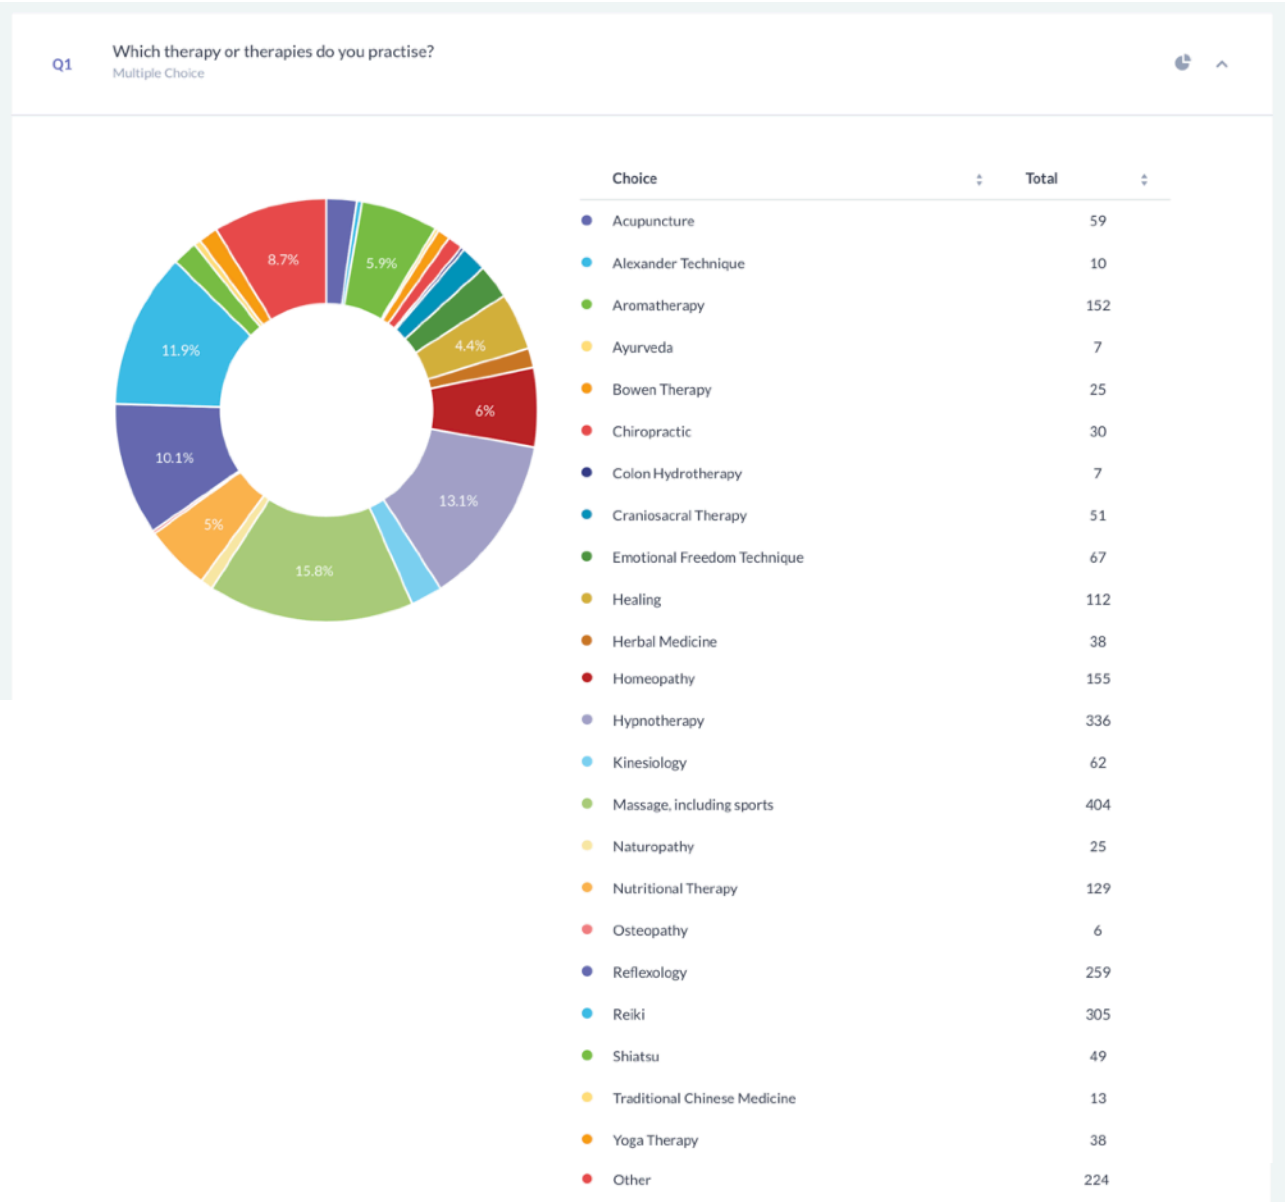 Q1
Which therapy or therapies do you practise?
Multiple Choice
Choice Total
Acupuncture 59
Alexander Technique 10
Aromatherapy 152
Ayurveda 7
Bowen Therapy 25
Chiropractic 30
Colon Hydrotherapy 7
Craniosacral Therapy 51
Emotional Freedom Technique 67
Healing 112
Herbal Medicine 38
Homeopathy 155
Hypnotherapy 336
Kinesiology 62
Massage, including sports 404
Naturopathy 25
Nutritional Therapy 129
Osteopathy 6
Reflexology 259
Reiki 305
Shiatsu 49
Traditional Chinese Medicine 13
Yoga Therapy 38
Other 224
8.7%
5.9%
4.4%
6%
13.1%
15.8%
5%
10.1%
11.9%